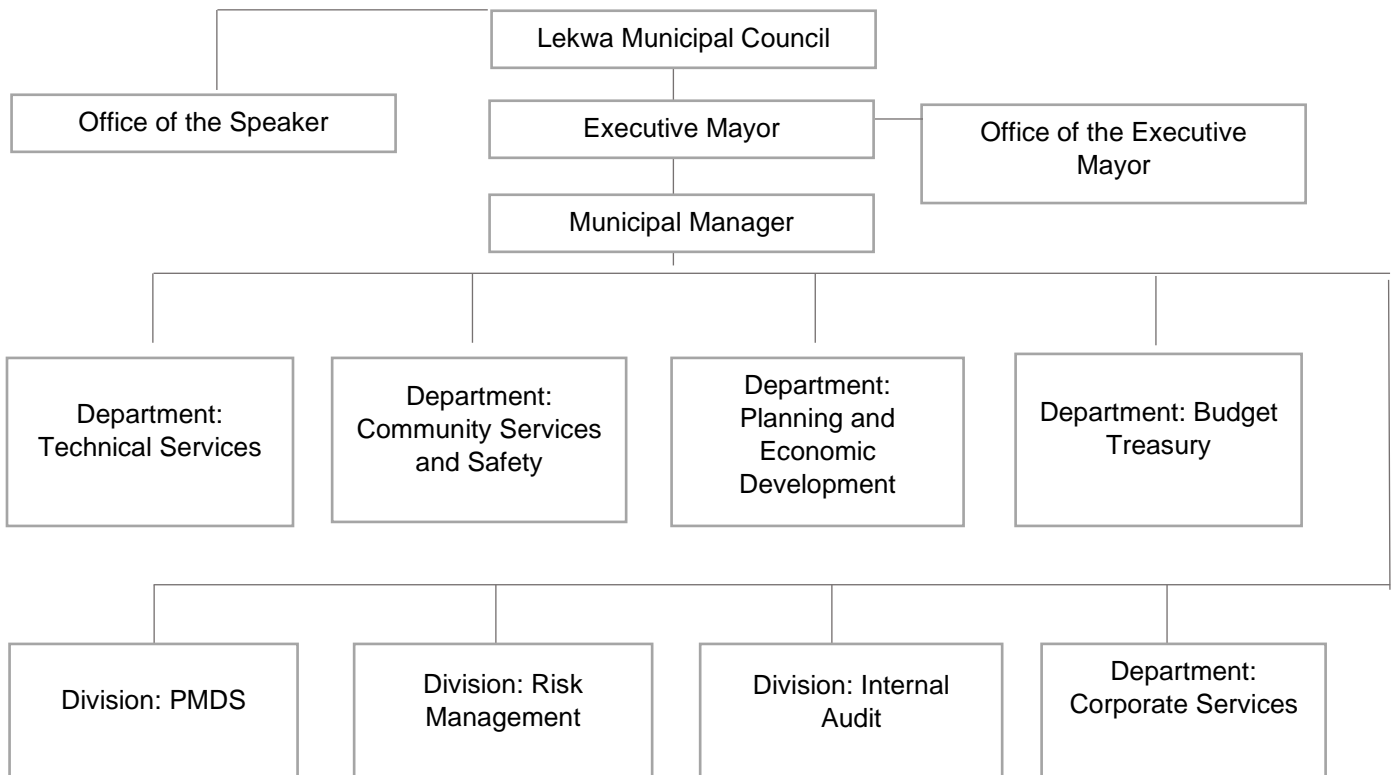 Lekwa Municipal Council
Office of the Speaker
Executive Mayor
Office of the Executive
Mayor
Municipal Manager
Department:
Technical Services
Department:
Community Services
and Safety
Department:
Planning and
Economic
Development
Department: Budget
Treasury
Division: PMDS
Division: Risk
Management
Division: Internal
Audit
Department:
Corporate Services